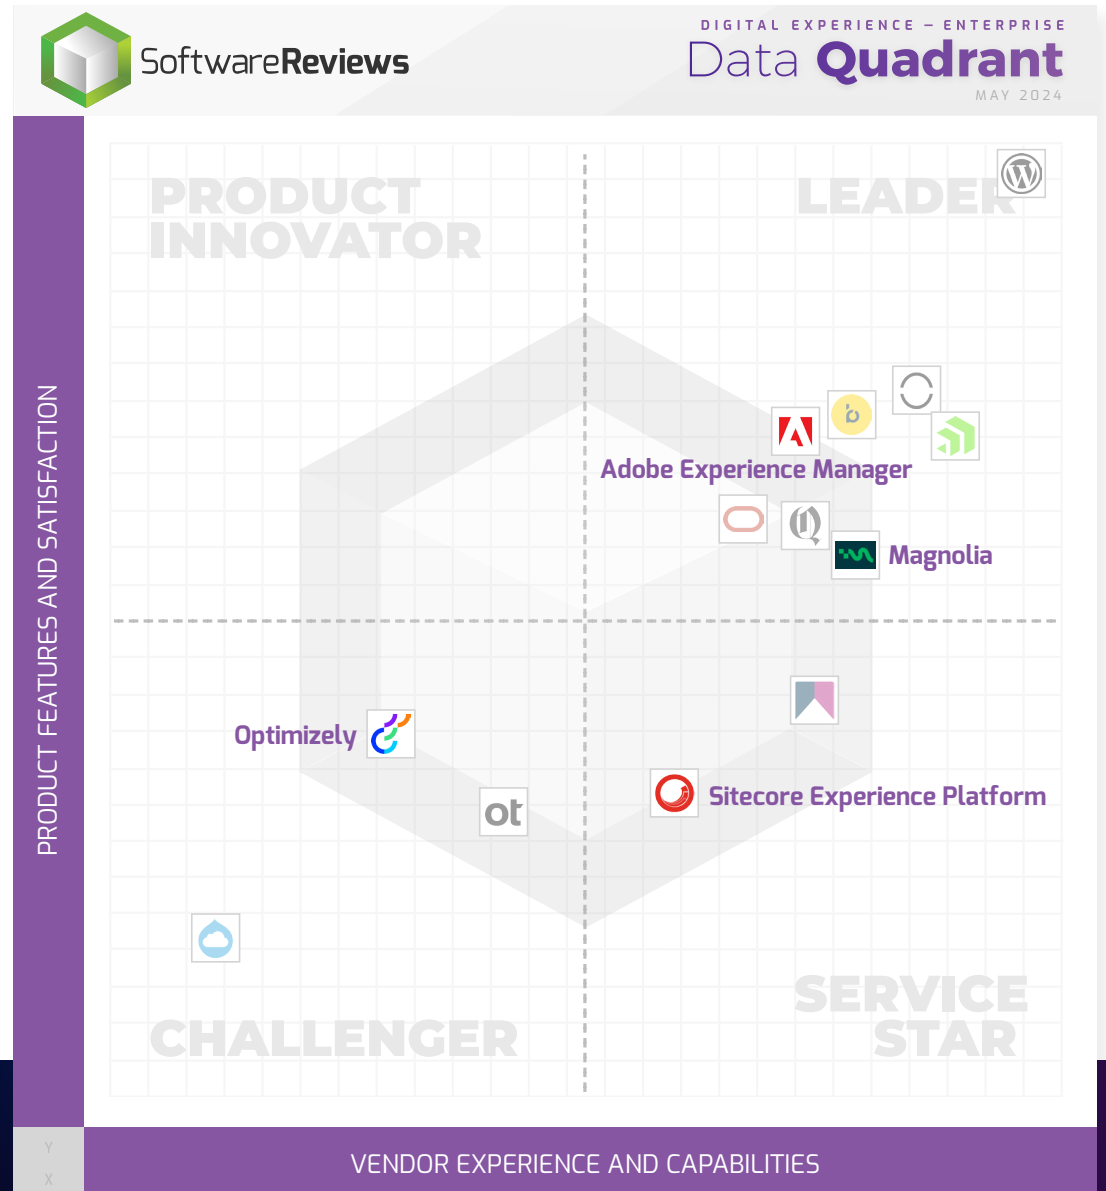 SoftwareReviews
DIGITAL EXPERIENCE – ENTERPRISE
Data Quadrant
MAY 2024
PRODUCT
INNOVATOR
LEADER
Adobe Experience Manager
Magnolia
Optimizely
ot
Sitecore Experience Platform
CHALLENGER
SERVICE
STAR
PRODUCT FEATURES AND SATISFACTION
Y
X
VENDOR EXPERIENCE AND CAPABILITIES